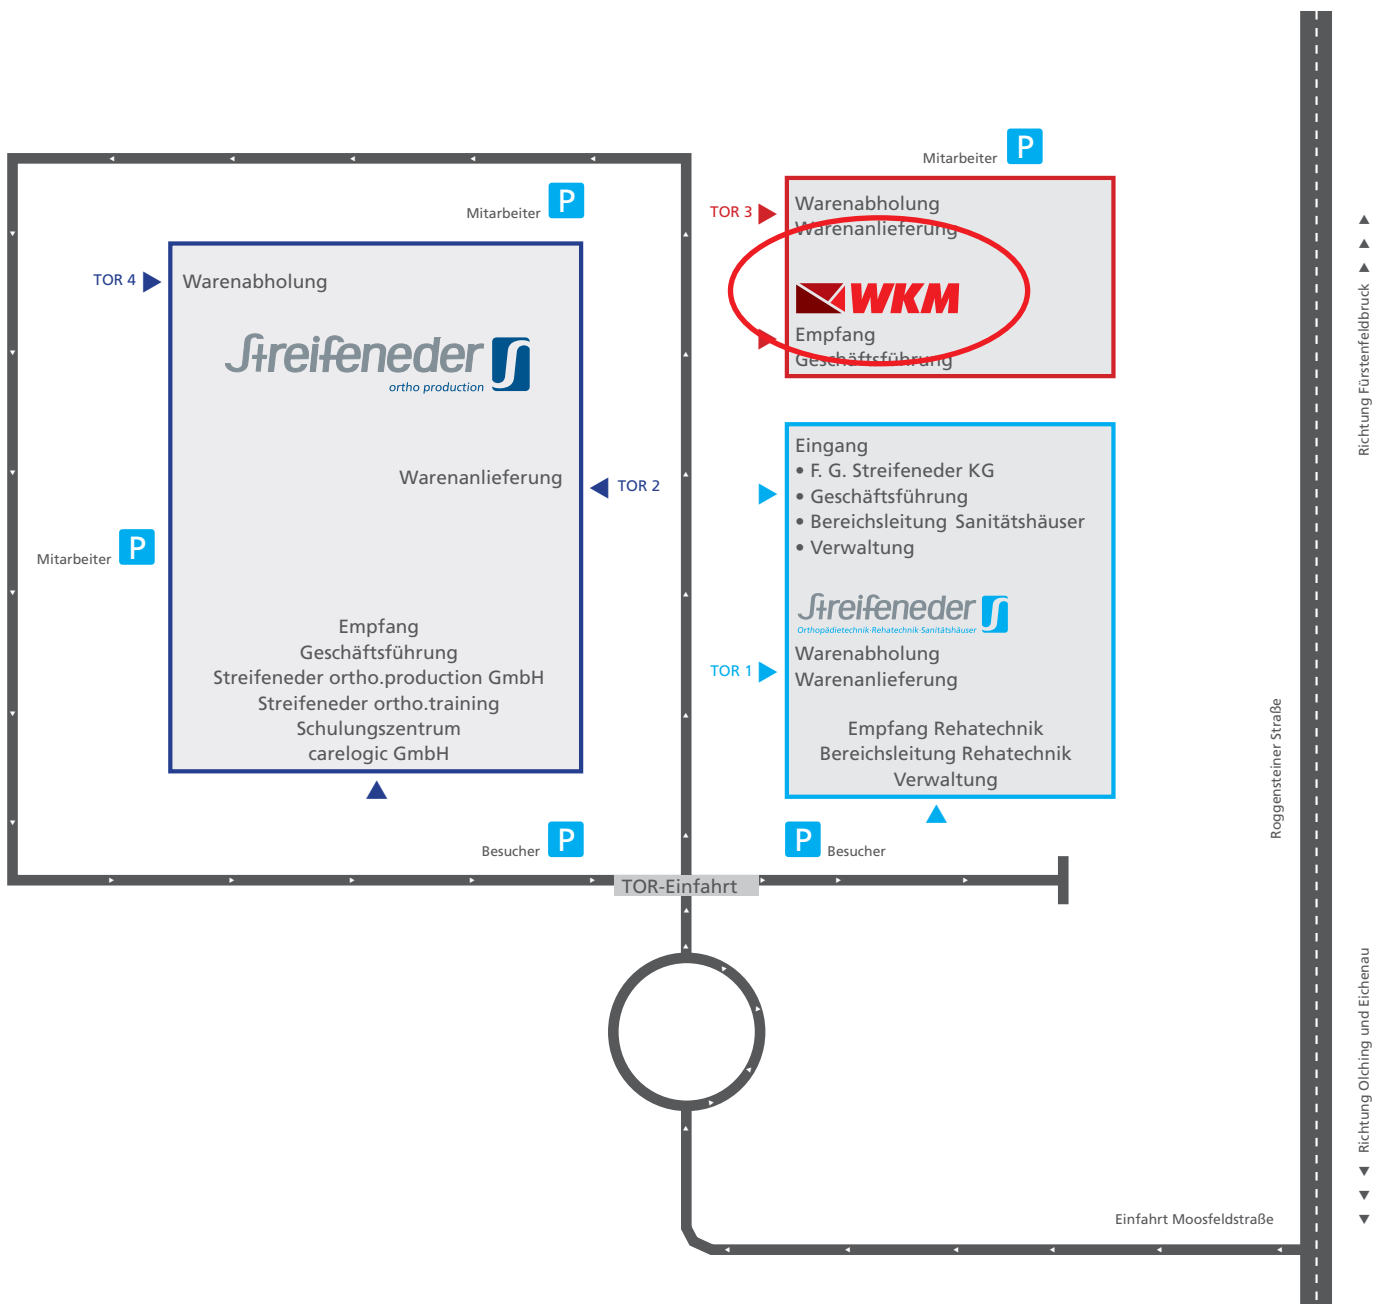 Mitarbeiter P
TOR 3
Warenabholung
Warenanlieferung
WKM
Empfang
Geschäftsführung
Mitarbeiter P
TOR 4
Warenabholung
Streifeneder
ortho production
Warenanlieferung
TOR 2
Mitarbeiter P
Empfang
Geschäftsführung
Streifeneder ortho.production GmbH
Streifeneder ortho.training
Schulungszentrum
carelogic GmbH
Eingang
• F. G. Streifeneder KG
• Geschäftsführung
• Bereichsleitung Sanitätshäuser
• Verwaltung
Streifeneder
Orthopädietechnik·Rehatechnik·Sanitätshäuser
TOR 1
Warenabholung
Warenanlieferung
Empfang Rehatechnik
Bereichsleitung Rehatechnik
Verwaltung
Besucher P
P Besucher
TOR-Einfahrt
Richtung Fürstenfeldbruck
Roggensteiner Straße
Richtung Olching und Eichenau
Einfahrt Moosfeldstraße